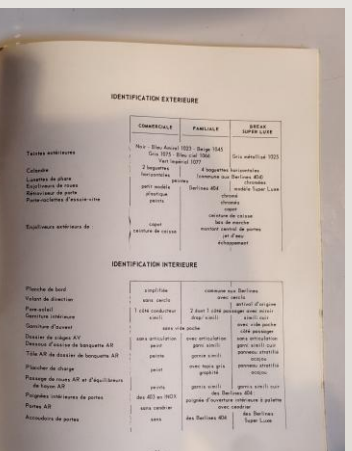 IDENTIFICATION EXTERIEURE
COMMERCIALE FAMILIALE BREAK SUPER LUXE
Teintes extérieures
Noir - Bleu Amiral 1023 - Beige 1045
Gris 1075 - Bleu ciel 1066
Vert Impérial 1077
Gris métallisé 1025
Calandre 2 baguettes horizontales 4 baguettes horizontales
(commune aux Berlines 404)
Lunettes de phare peintes chromées
Enjoliveurs de roues petit modèle Berlines 404 modèle Super Luxe
Rétroviseur de porte plastique chromé
Porte-raclettes d'essuie-vitre peints chromés
Enjoliveurs extérieurs de
capot
ceinture de caisse
capot
ceinture de caisse
bas de marche
montant central de portes
jet d'eau
échappement
IDENTIFICATION INTERIEURE
Planche de bord simplifiée commune aux Berlines
Volant de direction sans cercle avec cercle
Pare-soleil 1 côté conducteur 2 dont 1 côté passager avec miroir
Garniture intérieure simili drap/simili simili cuir
Garniture d'auvent sans vide poche avec vide poche
côté passager
Dossier de sièges AV sans articulation avec articulation sans articulation
Dessous d'assise de banquette AR peint garni simili garni simili cuir
Tôle AR de dossier de banquette AR peinte garnie simili panneau stratifié
acajou
Plancher de charge peint avec tapis gris
graphité
panneau stratifié
acajou
Passage de roues AR et d'équilibreurs
de hayon AR
peints garnis simili garnis simili cuir
Poignées intérieures de portes des 403 en INOX
des Berlines 404 :
poignée d'ouverture intérieure à palette
Portes AR sans cendrier avec cendrier
Accoudoirs de portes sans des Berlines 404 des Berlines
Super Luxe